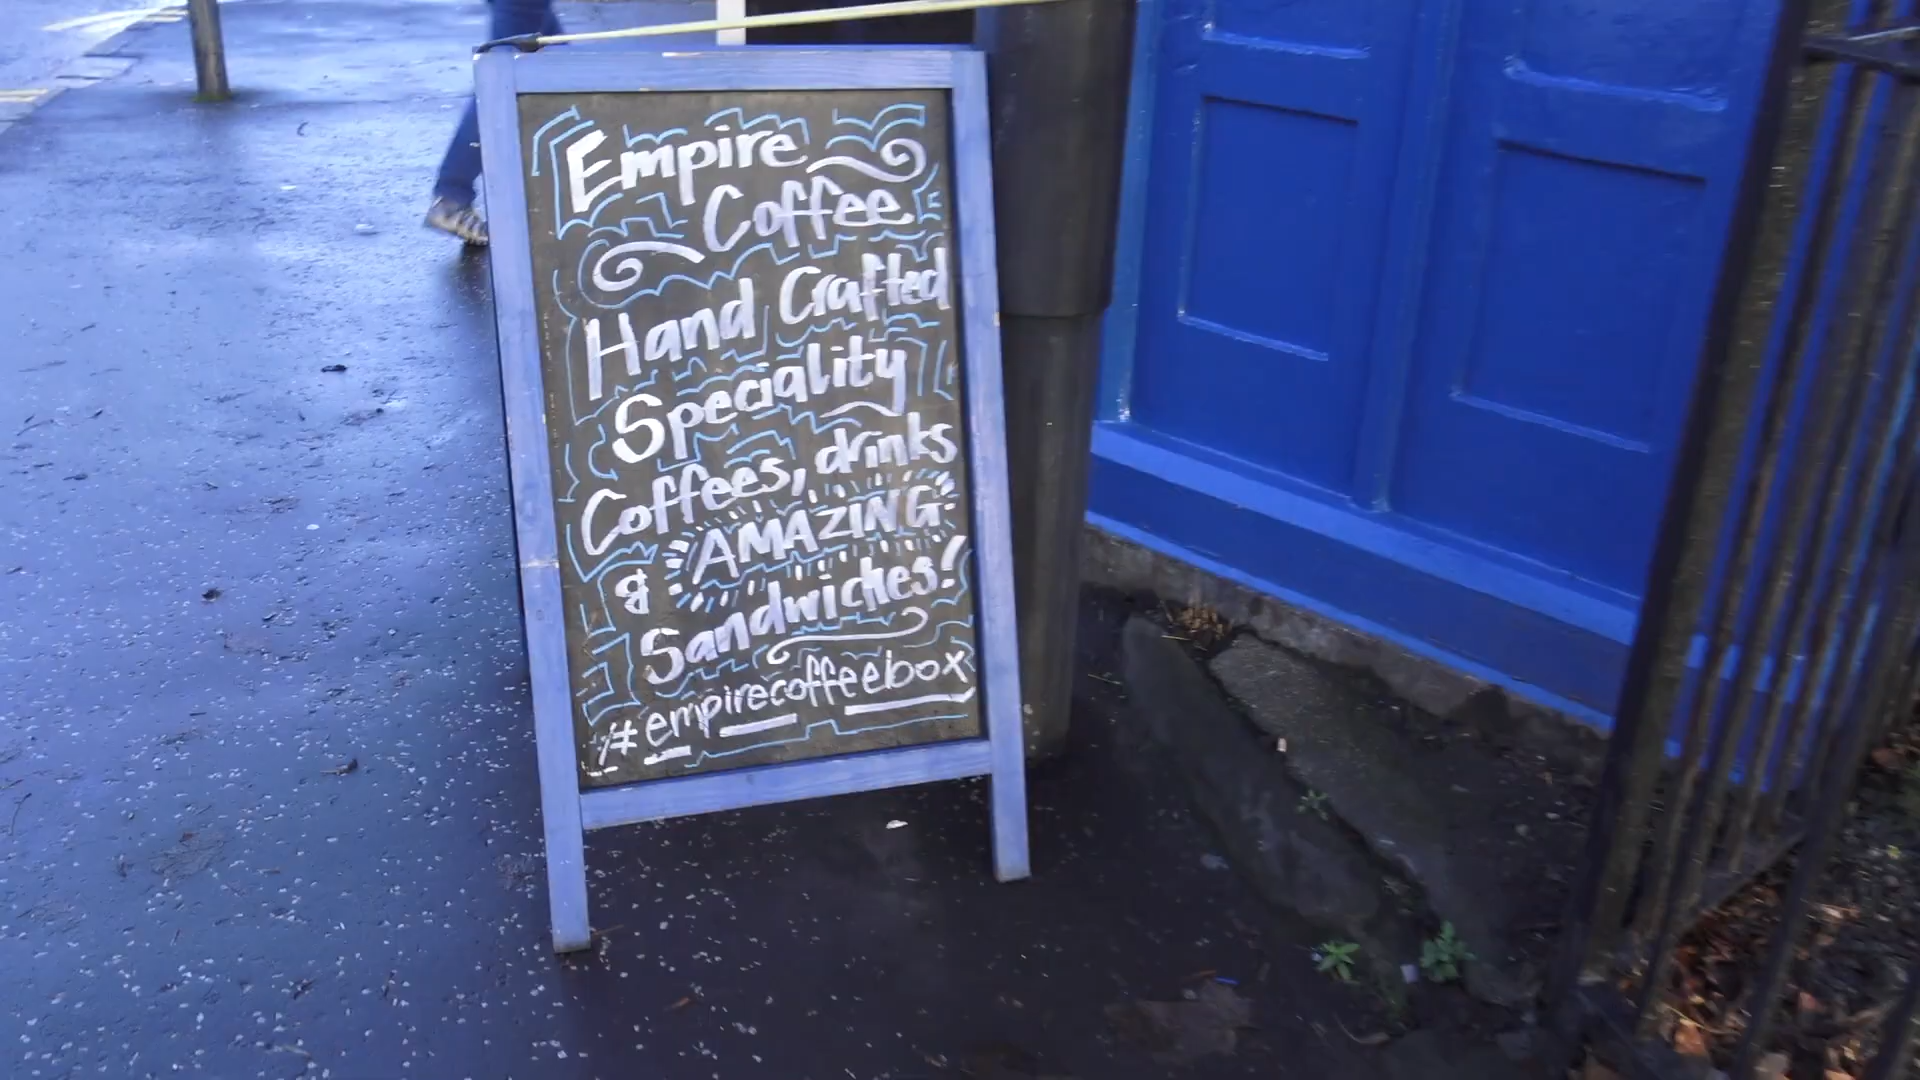 Empire
Coffee
Hand Crafted
Speciality
Coffees, drinks
& AMAZING
Sandwiches!
#empirecoffeebox